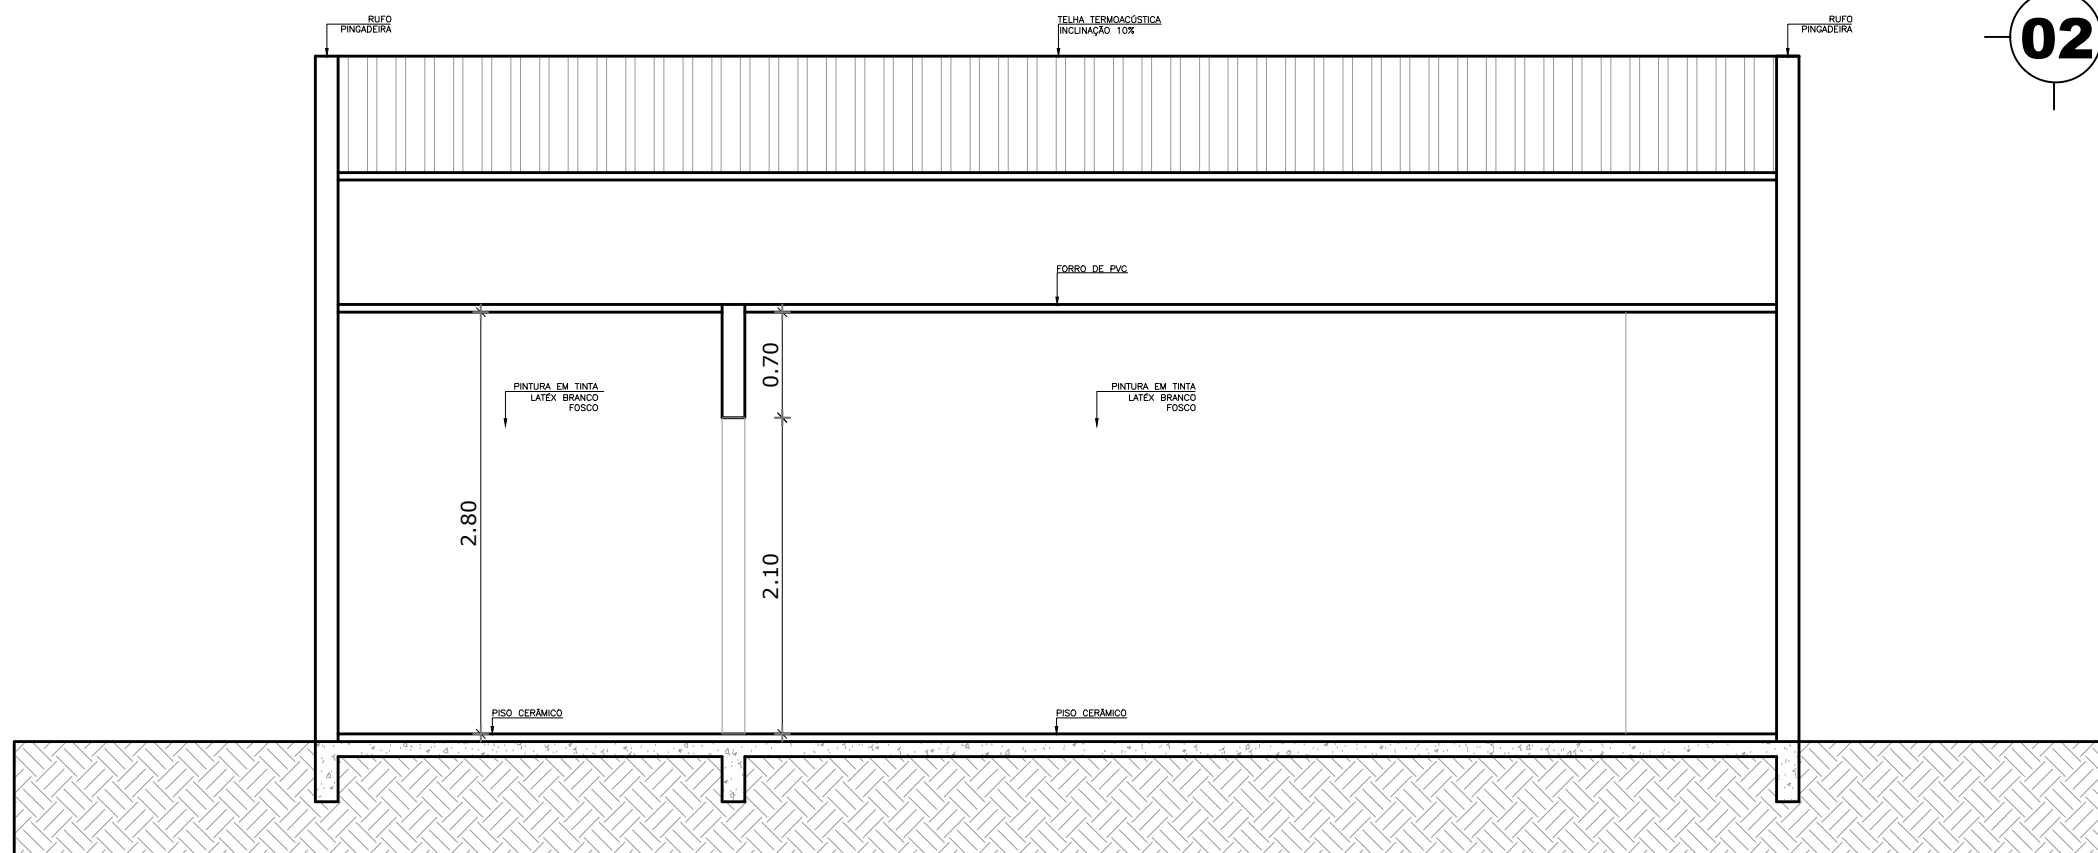 RUFO
PINGADEIRA
TELHA TERMOACÚSTICA
INCLINAÇÃO 10%
RUFO
PINGADEIRA
02
FORRO DE PVC
0.70
PINTURA EM TINTA
LATÉX BRANCO
FOSCO
PINTURA EM TINTA
LATÉX BRANCO
FOSCO
2.80
2.10
PISO CERÂMICO
PISO CERÂMICO